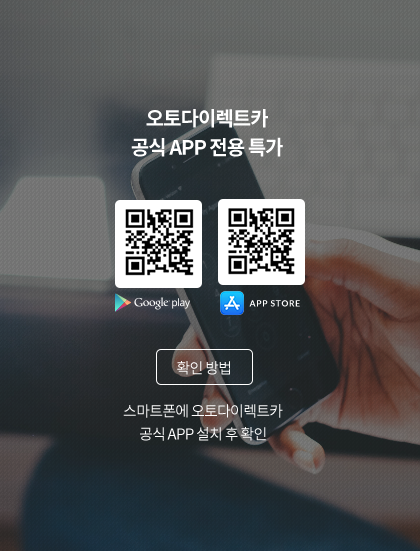 오토다이렉트카
공식 APP 전용 특가
Google play
APP STORE
확인 방법
스마트폰에 오토다이렉트카
공식 APP 설치 후 확인